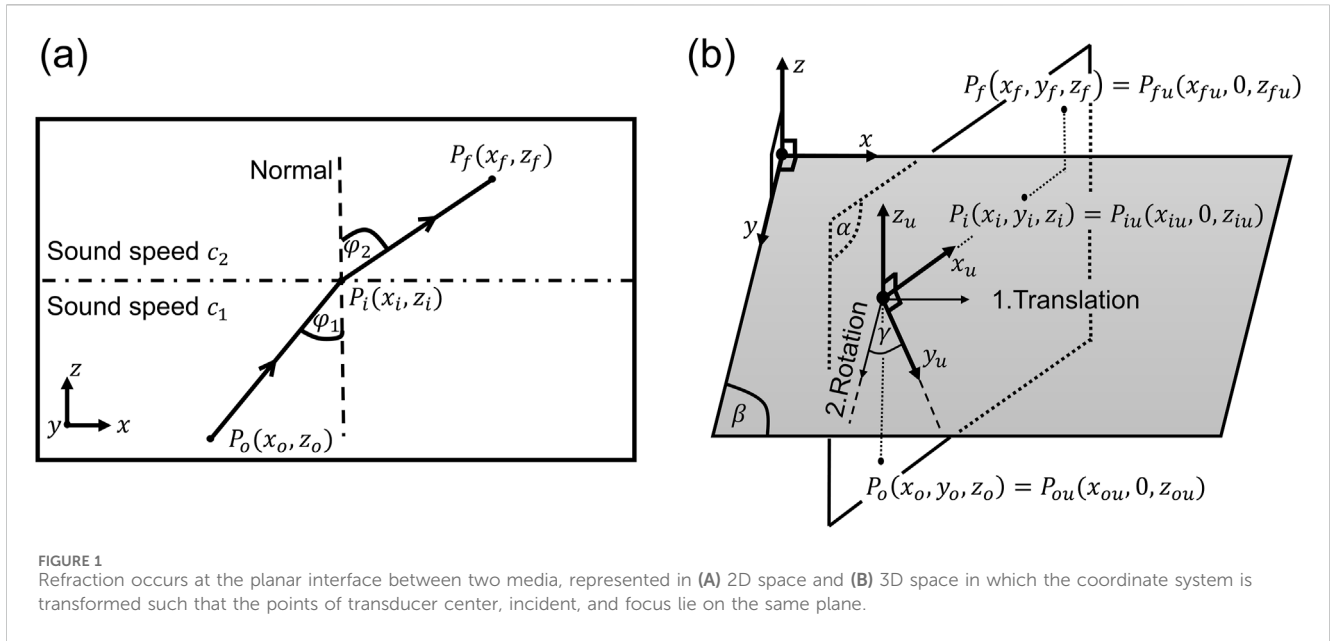 (a)
Normal
P_f(x_f, z_f)
φ_2
Sound speed c_2
Sound speed c_1
P_i(x_i, z_i)
φ_1
z
y
x
P_o(x_o, z_o)
(b)
z
P_f(x_f, y_f, z_f) = P_fu(x_fu, 0, z_fu)
x
y
α
z_u
P_i(x_i, y_i, z_i) = P_iu(x_iu, 0, z_iu)
x_u
1.Translation
2.Rotation
γ
y_u
β
P_o(x_o, y_o, z_o) = P_ou(x_ou, 0, z_ou)
FIGURE 1
Refraction occurs at the planar interface between two media, represented in (A) 2D space and (B) 3D space in which the coordinate system is
transformed such that the points of transducer center, incident, and focus lie on the same plane.